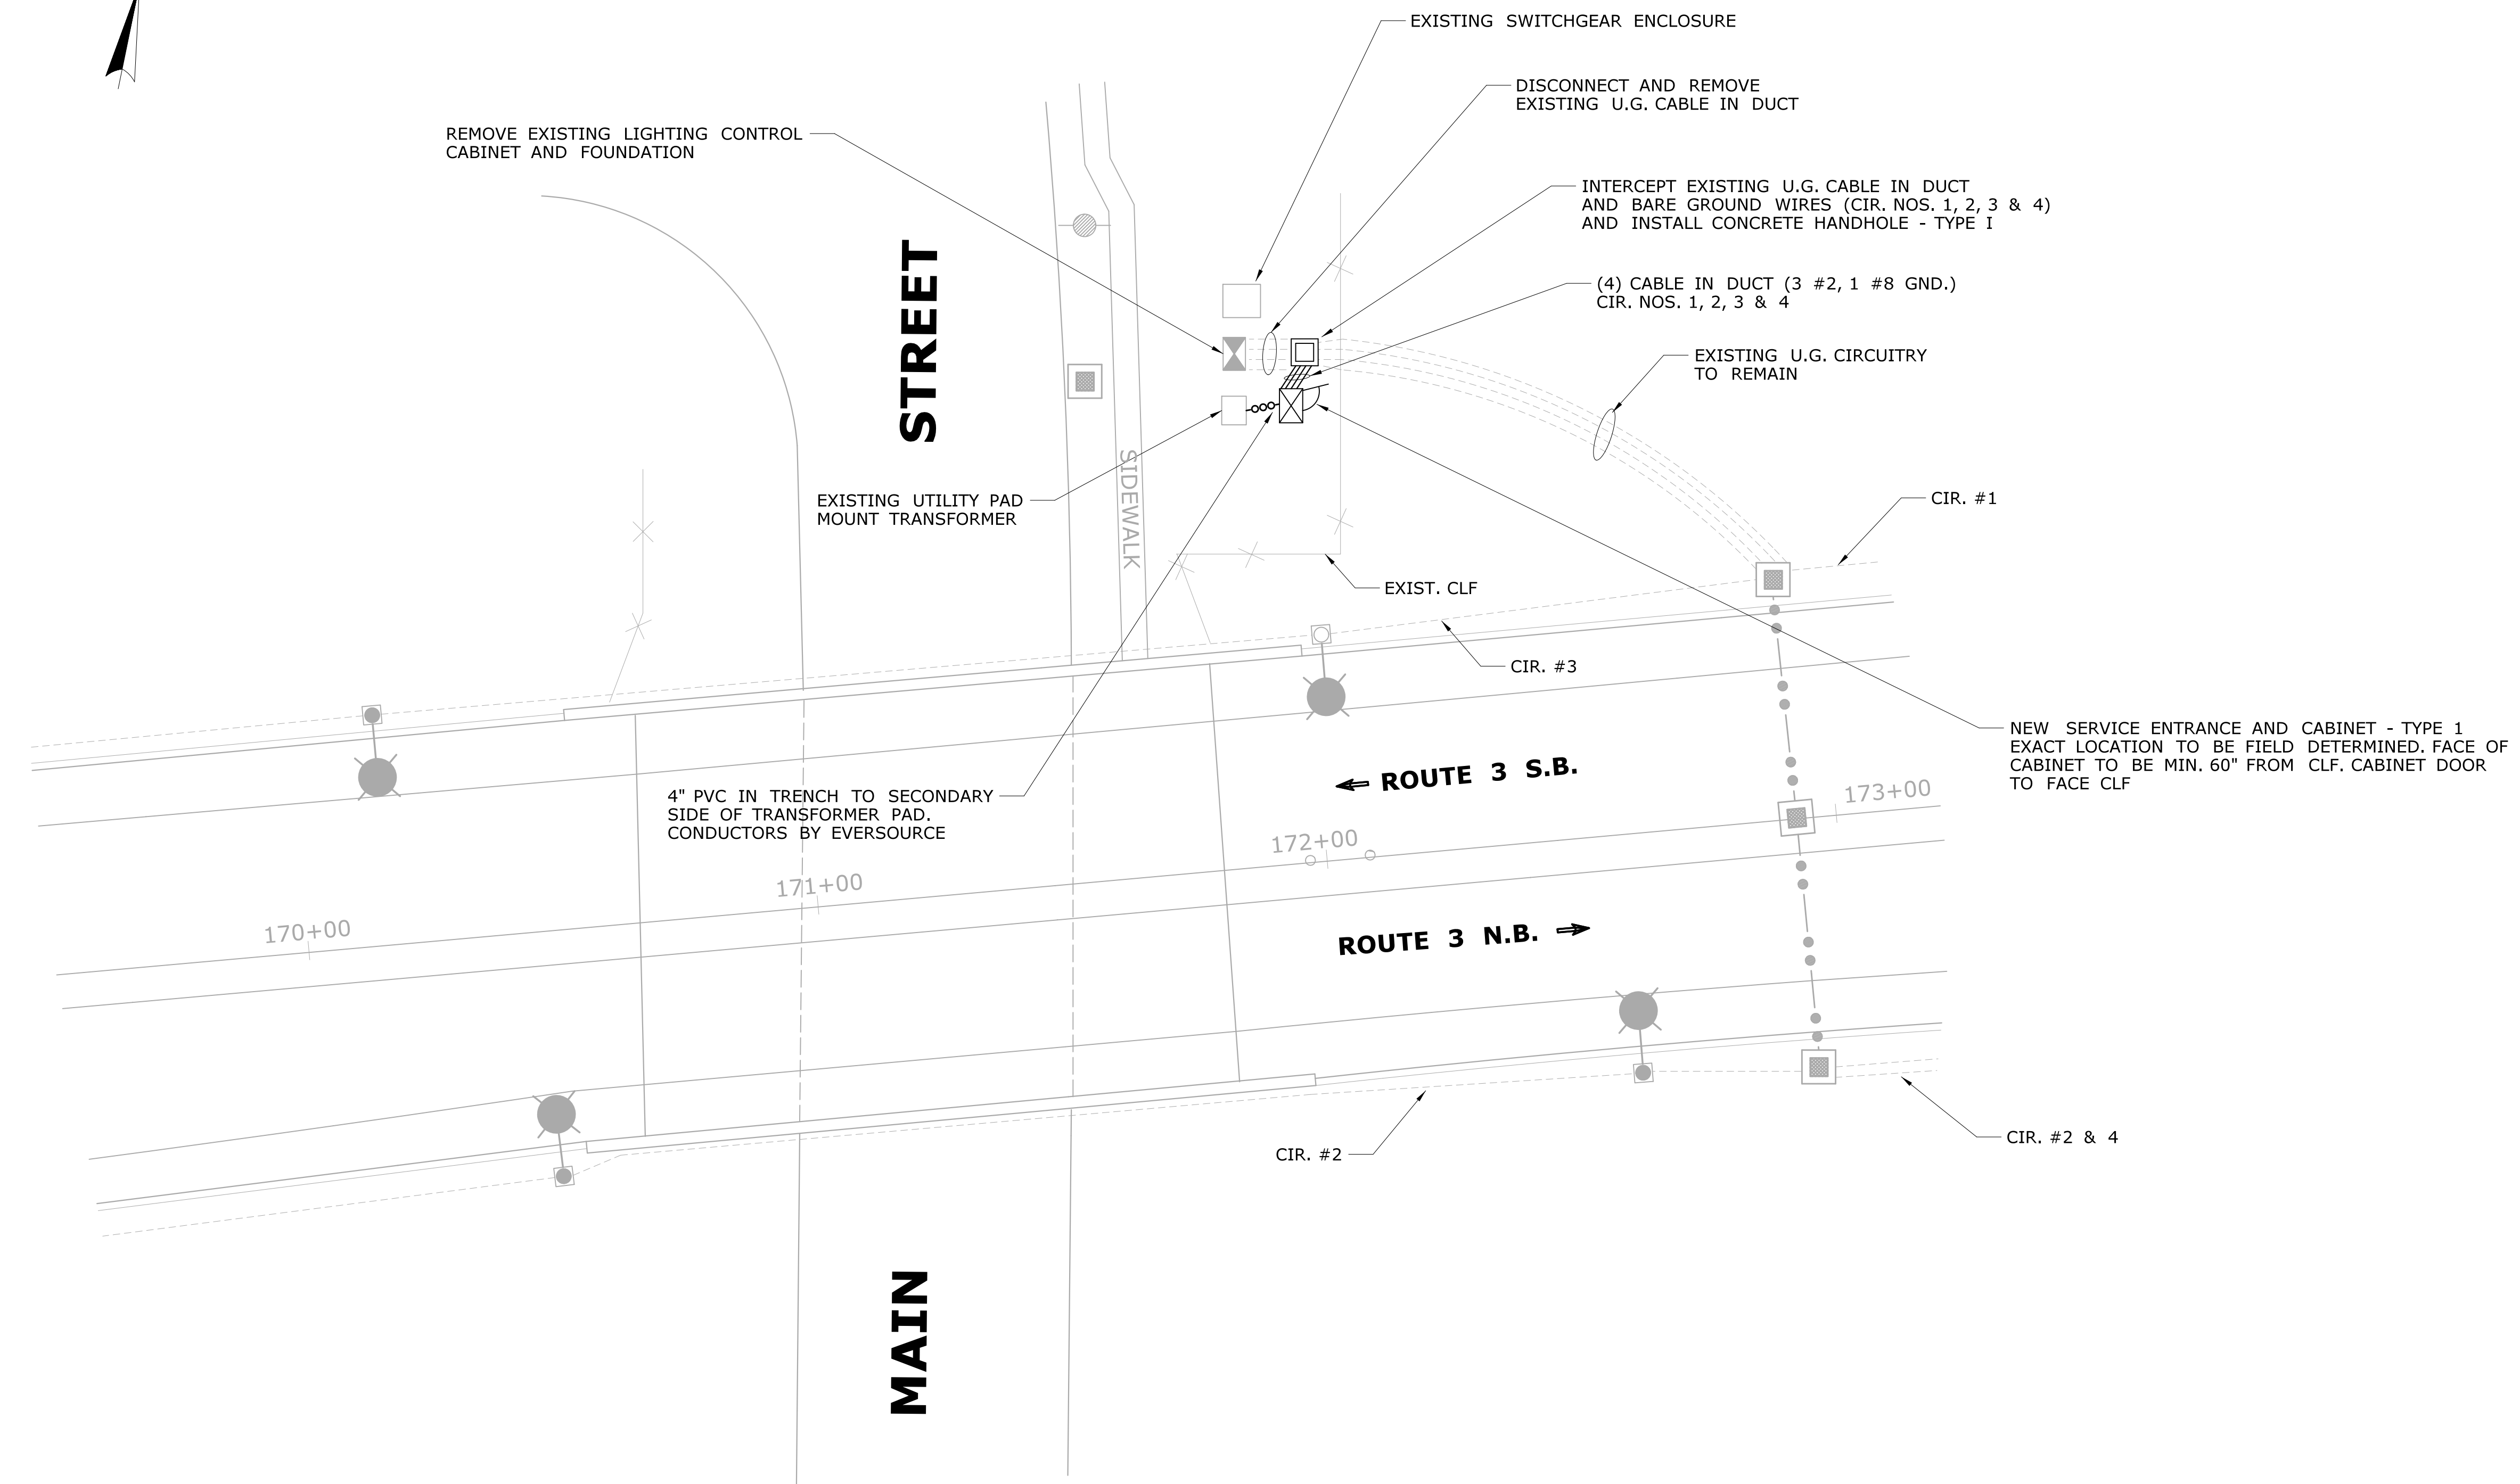 EXISTING SWITCHGEAR ENCLOSURE
DISCONNECT AND REMOVE
EXISTING U.G. CABLE IN DUCT
REMOVE EXISTING LIGHTING CONTROL
CABINET AND FOUNDATION
INTERCEPT EXISTING U.G. CABLE IN DUCT
AND BARE GROUND WIRES (CIR. NOS. 1, 2, 3 & 4)
AND INSTALL CONCRETE HANDHOLE - TYPE I
(4) CABLE IN DUCT (3 #2, 1 #8 GND.)
CIR. NOS. 1, 2, 3 & 4
STREET
EXISTING U.G. CIRCUITRY
TO REMAIN
SIDEWALK
EXISTING UTILITY PAD
MOUNT TRANSFORMER
CIR. #1
EXIST. CLF
CIR. #3
NEW SERVICE ENTRANCE AND CABINET - TYPE 1
EXACT LOCATION TO BE FIELD DETERMINED. FACE OF
CABINET TO BE MIN. 60" FROM CLF. CABINET DOOR
TO FACE CLF
ROUTE 3 S.B.
4" PVC IN TRENCH TO SECONDARY
SIDE OF TRANSFORMER PAD.
CONDUCTORS BY EVERSOURCE
173+00
172+00
171+00
170+00
ROUTE 3 N.B.
CIR. #2 & 4
CIR. #2
MAIN